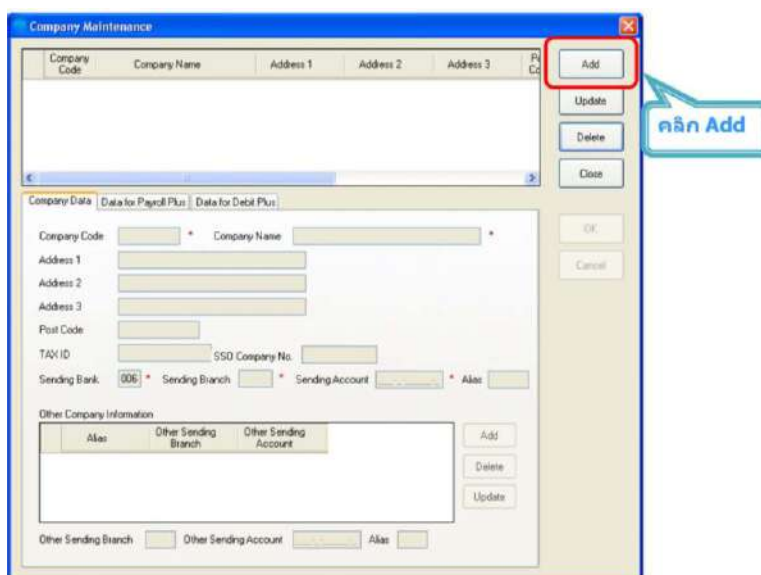 Company Maintenance
Company Code
Company Name
Address 1
Address 2
Address 3
Add
Update
Delete
Close
คลิก Add
Company Data
Data for Payroll Plus
Data for Debit Plus
Company Code *
Company Name *
OK
Address 1
Cancel
Address 2
Address 3
Post Code
TAX ID
SSO Company No.
Sending Bank 006 *
Sending Branch *
Sending Account *
Alias
Other Company Information
Alias
Other Sending Branch
Other Sending Account
Add
Delete
Update
Other Sending Branch
Other Sending Account
Alias